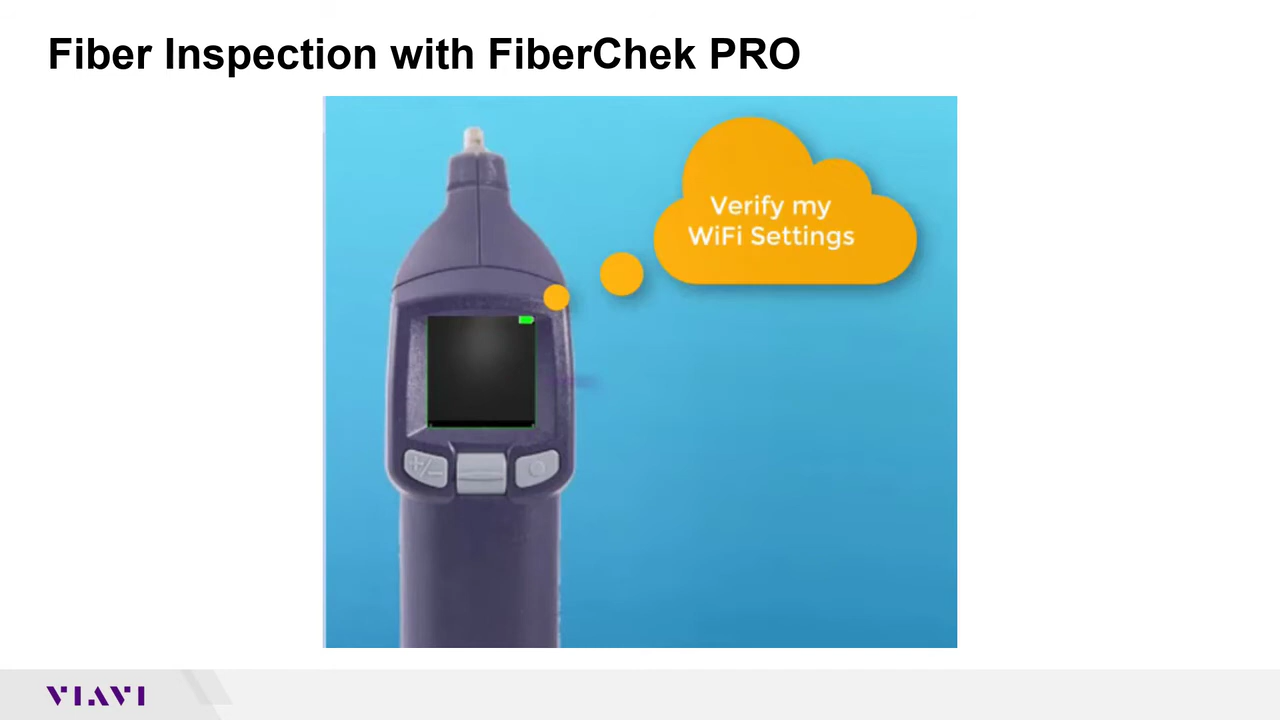 Fiber Inspection with FiberChek PRO
Verify my
WiFi Settings
+/-
VIAVI